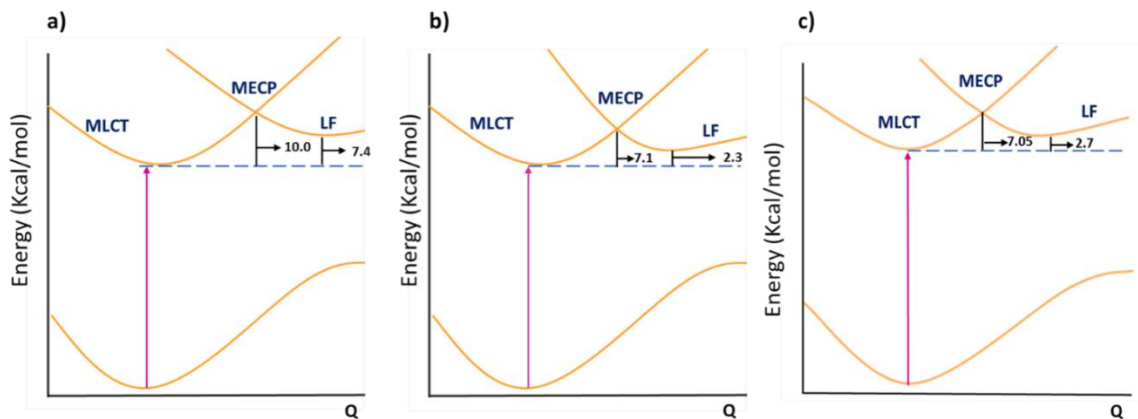 a)
Energy (Kcal/mol)
MLCT
MECP
LF
10.0
7.4
Q
b)
Energy (Kcal/mol)
MLCT
MECP
LF
7.1
2.3
Q
c)
Energy (Kcal/mol)
MLCT
MECP
LF
7.05
2.7
Q